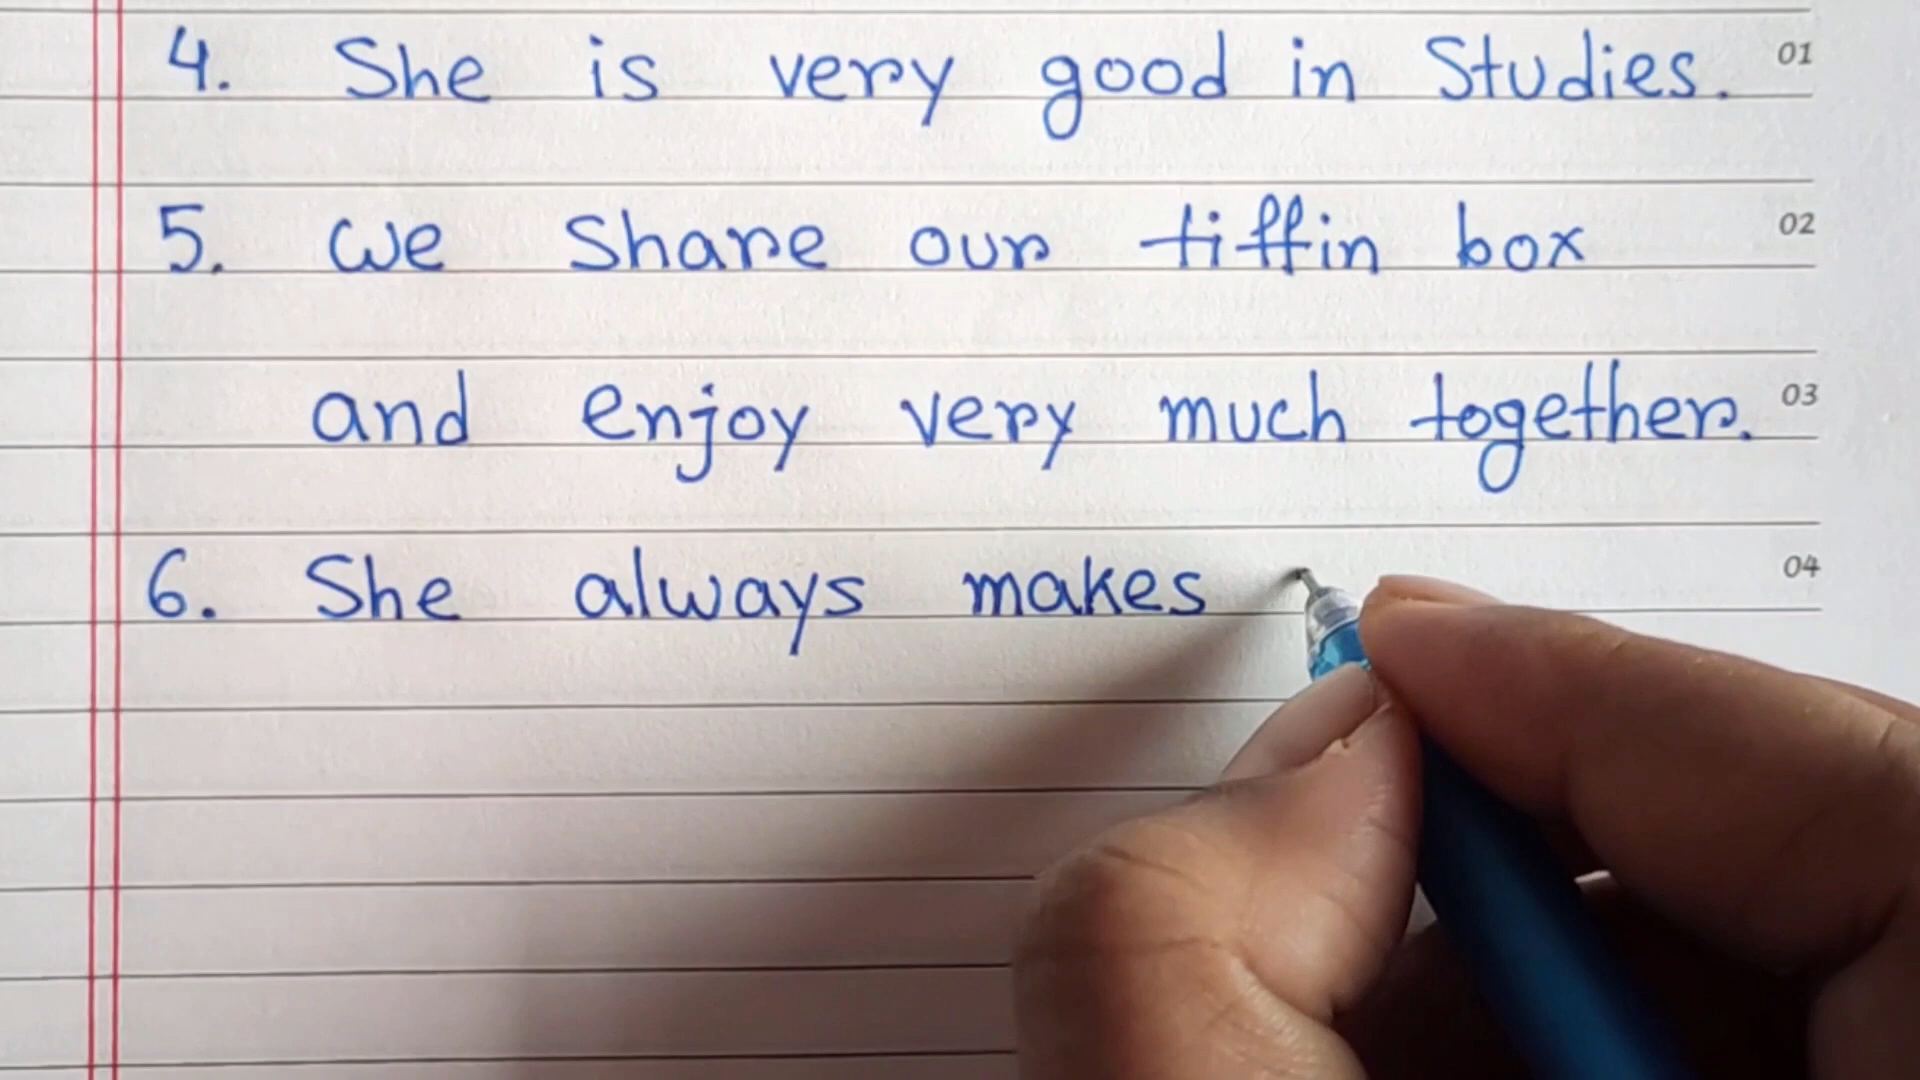 4. She is very good in Studies. 01
5. We Share our tiffin box 02
and enjoy very much together. 03
6. She always makes 04